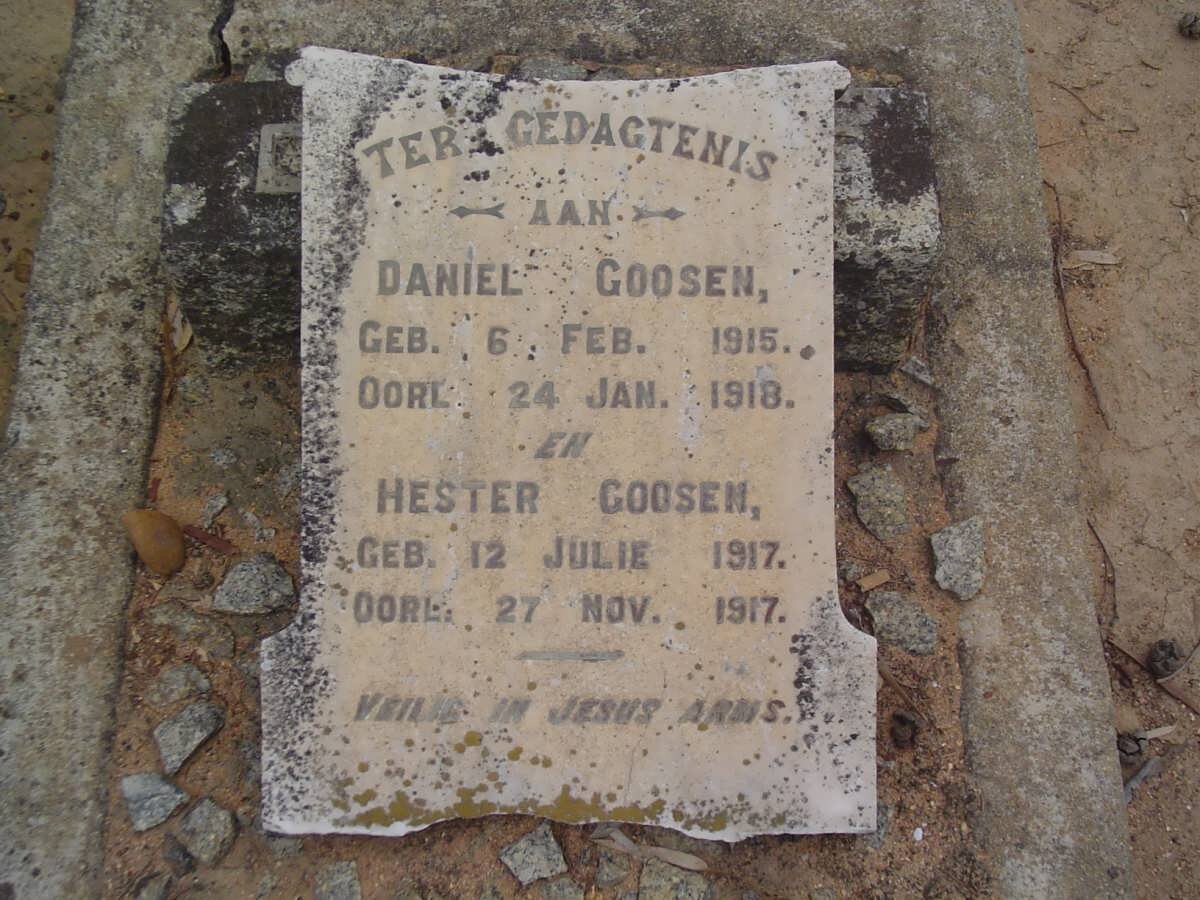 TER GEDAGTENIS
AAN
DANIEL GOOSEN,
GEB. 6 FEB. 1915.
OORL. 24 JAN. 1918.
EN
HESTER GOOSEN,
GEB. 12 JULIE 1917.
OORL. 27 NOV. 1917.
VEILIG IN JESUS ARMS.